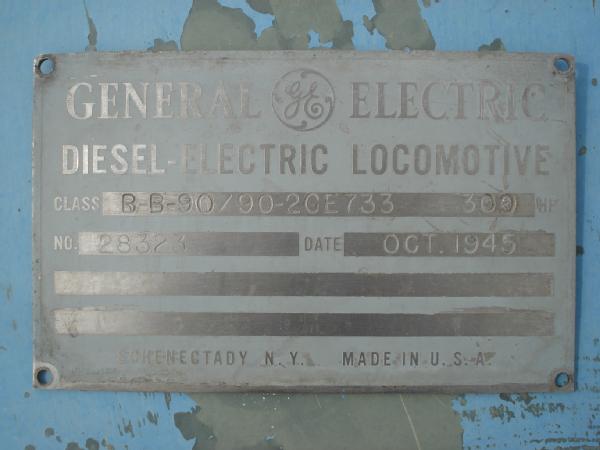 GENERAL GE ELECTRIC
DIESEL-ELECTRIC LOCOMOTIVE
CLASS B-B-90/90-2GE733 300 HP
NO. 28323 DATE OCT. 1945
SCHENECTADY N.Y. MADE IN U.S.A.